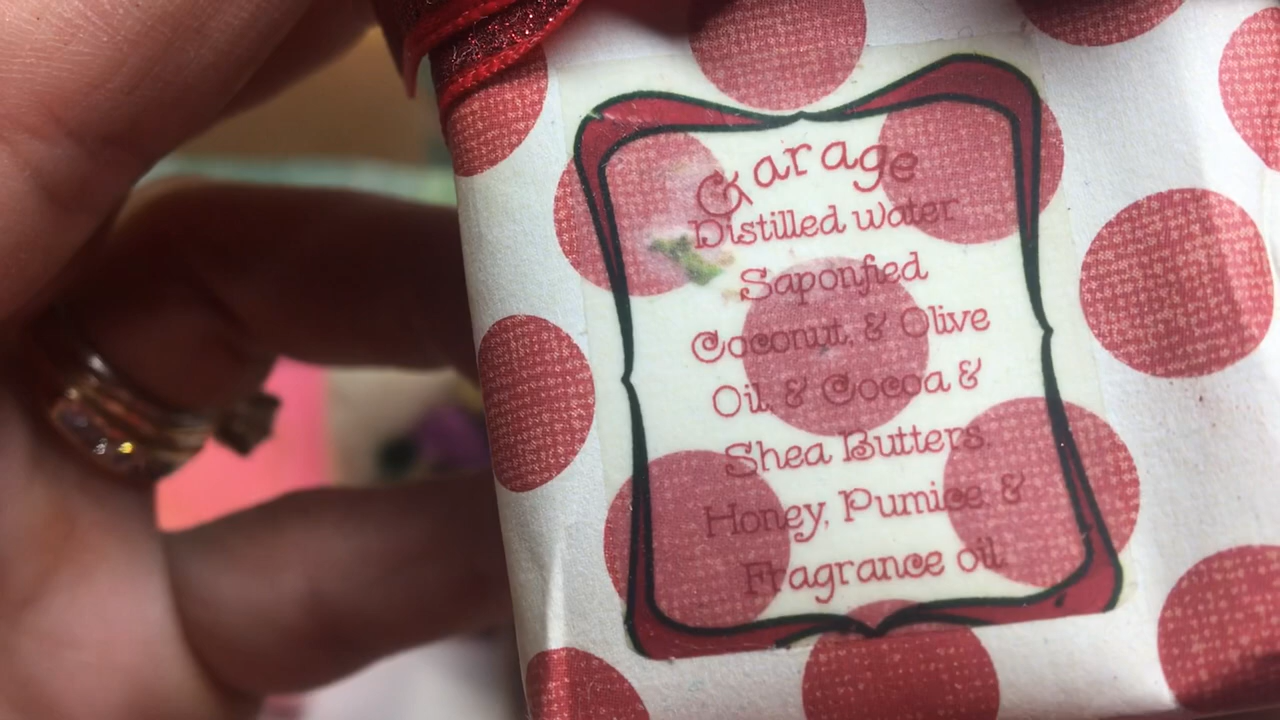 Garage
Distilled water
Saponfied
Coconut, & Olive
Oil, & Cocoa &
Shea Butters,
Honey, Pumice &
Fragrance oil